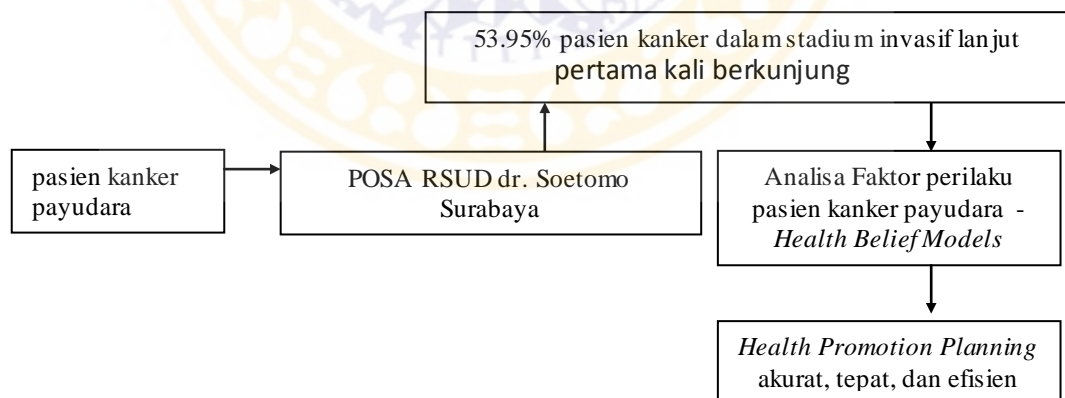 53.95% pasien kanker dalam stadium invasif lanjut
pertama kali berkunjung
pasien kanker
payudara
POSA RSUD dr. Soetomo
Surabaya
Analisa Faktor perilaku
pasien kanker payudara -
Health Belief Models
Health Promotion Planning
akurat, tepat, dan efisien